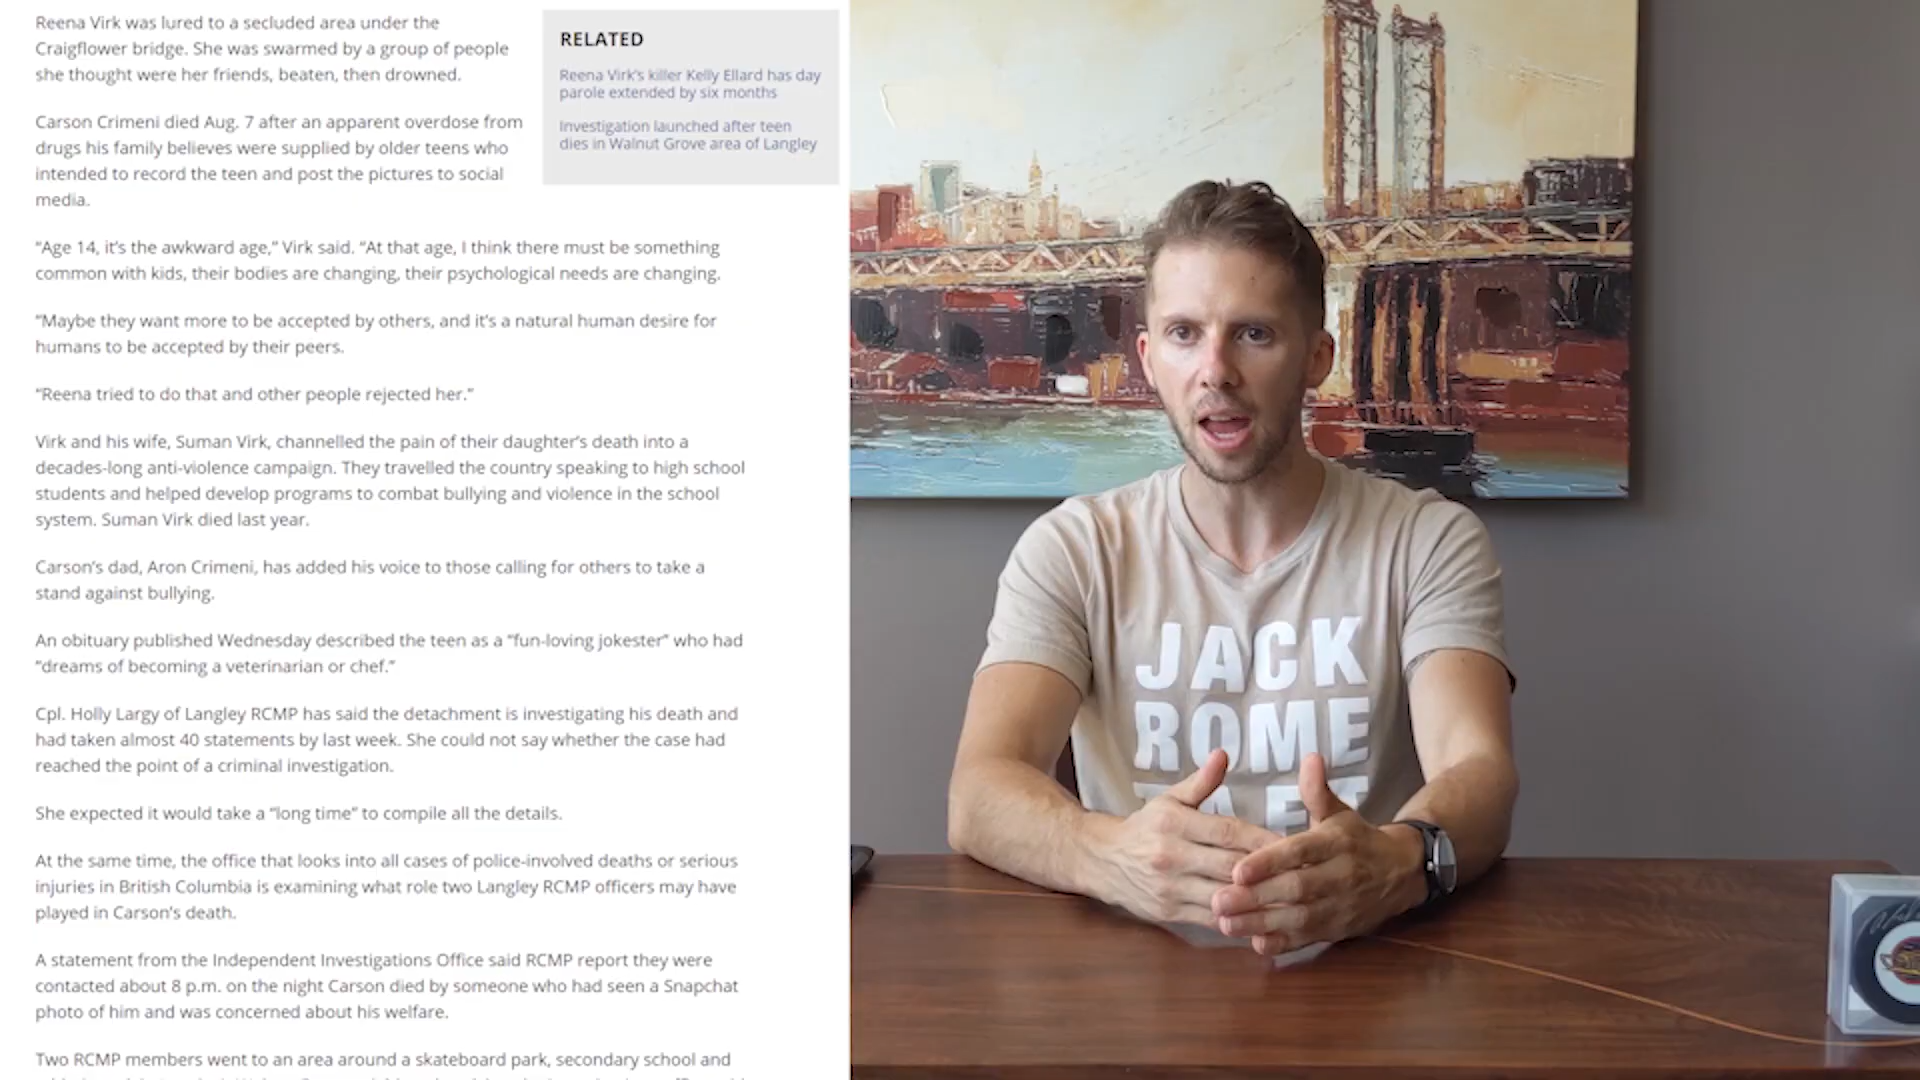 Reena Virk was lured to a secluded area under the
Craigflower bridge. She was swarmed by a group of people
she thought were her friends, beaten, then drowned.
Carson Crimeni died Aug. 7 after an apparent overdose from
drugs his family believes were supplied by older teens who
intended to record the teen and post the pictures to social
media.
RELATED
Reena Virk's killer Kelly Ellard has day
parole extended by six months
Investigation launched after teen
dies in Walnut Grove area of Langley
“Age 14, it’s the awkward age,” Virk said. “At that age, I think there must be something
common with kids, their bodies are changing, their psychological needs are changing.
“Maybe they want more to be accepted by others, and it’s a natural human desire for
humans to be accepted by their peers.
“Reena tried to do that and other people rejected her.”
Virk and his wife, Suman Virk, channelled the pain of their daughter’s death into a
decades-long anti-violence campaign. They travelled the country speaking to high school
students and helped develop programs to combat bullying and violence in the school
system. Suman Virk died last year.
Carson’s dad, Aron Crimeni, has added his voice to those calling for others to take a
stand against bullying.
An obituary published Wednesday described the teen as a “fun-loving jokester” who had
“dreams of becoming a veterinarian or chef.”
Cpl. Holly Largy of Langley RCMP has said the detachment is investigating his death and
had taken almost 40 statements by last week. She could not say whether the case had
reached the point of a criminal investigation.
She expected it would take a “long time” to compile all the details.
At the same time, the office that looks into all cases of police-involved deaths or serious
injuries in British Columbia is examining what role two Langley RCMP officers may have
played in Carson’s death.
A statement from the Independent Investigations Office said RCMP report they were
contacted about 8 p.m. on the night Carson died by someone who had seen a Snapchat
photo of him and was concerned about his welfare.
Two RCMP members went to an area around a skateboard park, secondary school and
JACK
ROME